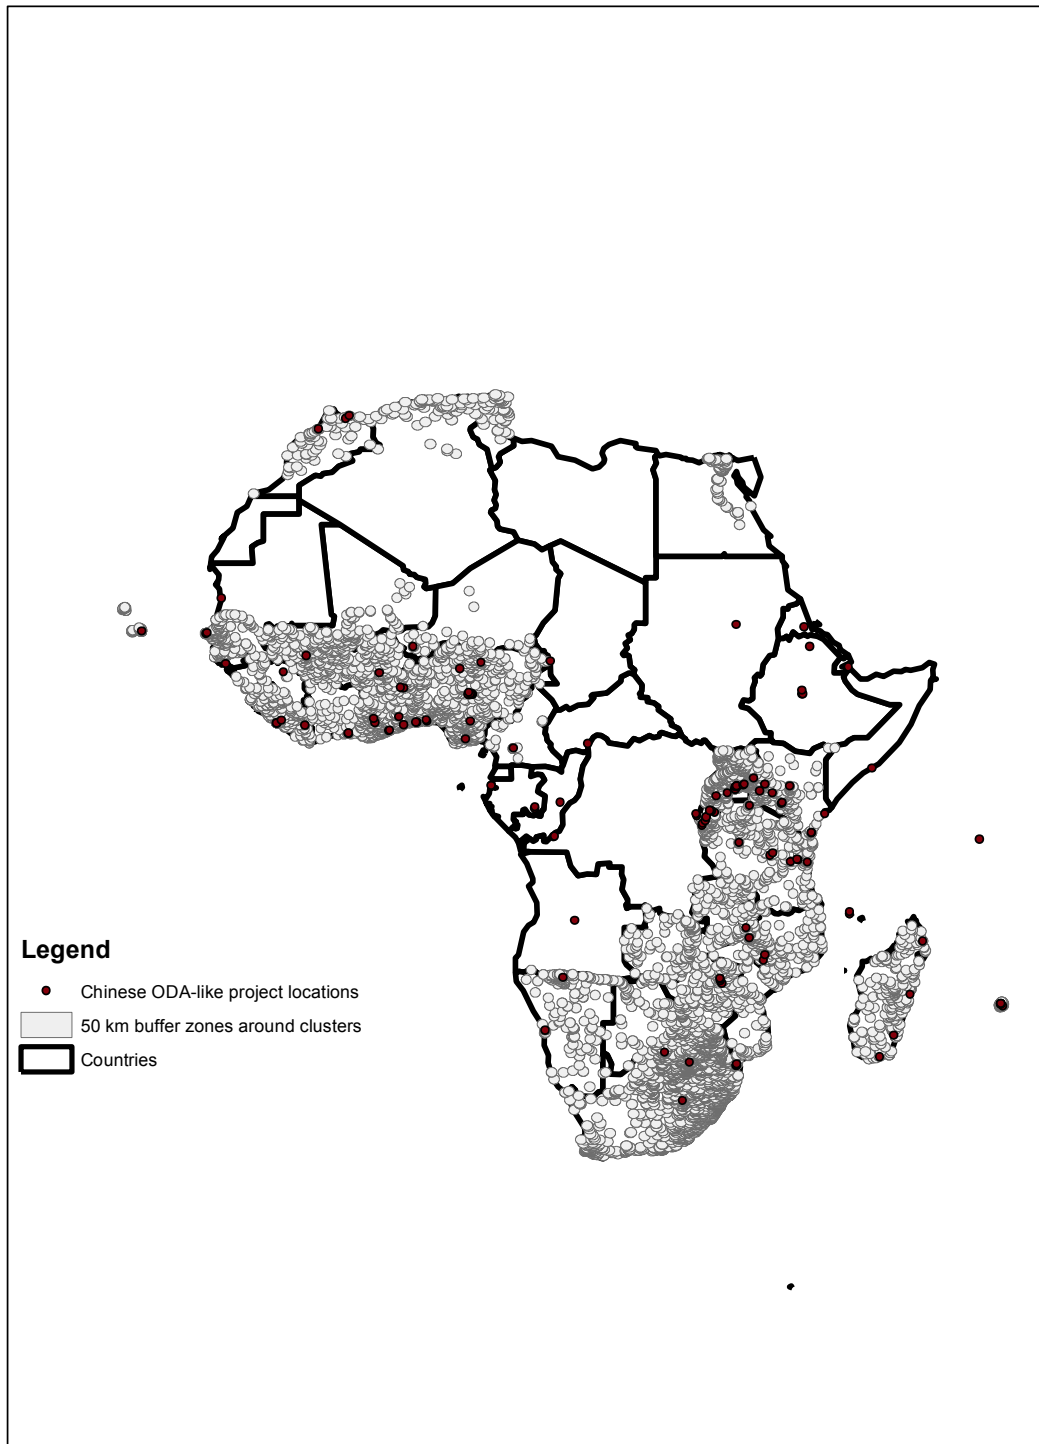 Legend
Chinese ODA-like project locations
50 km buffer zones around clusters
Countries